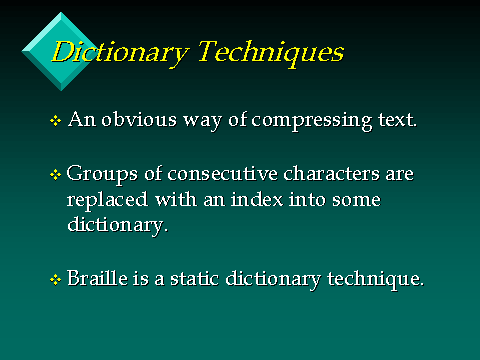 Dictionary Techniques
An obvious way of compressing text.
Groups of consecutive characters are
replaced with an index into some
dictionary.
Braille is a static dictionary technique.